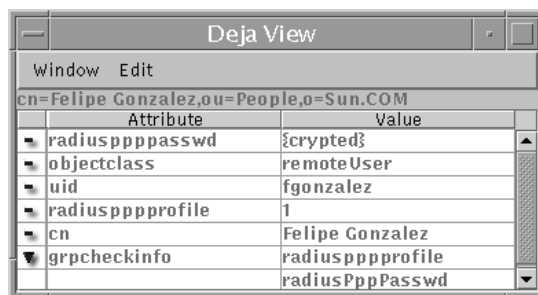 Deja View
Window Edit
cn=Felipe Gonzalez,ou=People,o=Sun.COM
Attribute Value
radiuspppasswd {crypted}
objectclass remoteUser
uid fgonzalez
radiuspppprofile 1
cn Felipe Gonzalez
grpcheckinfo radiuspppprofile
radiusPppPasswd